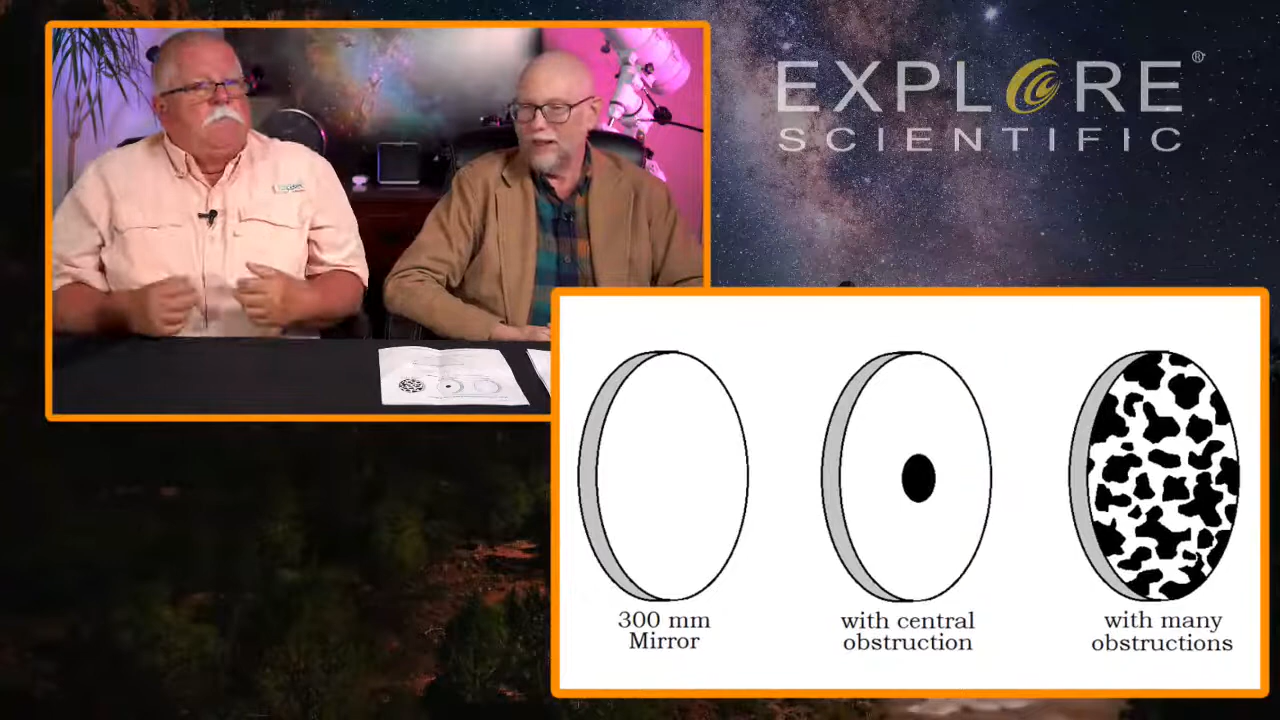 EXPLORE®
SCIENTIFIC
300 mm
Mirror
with central
obstruction
with many
obstructions